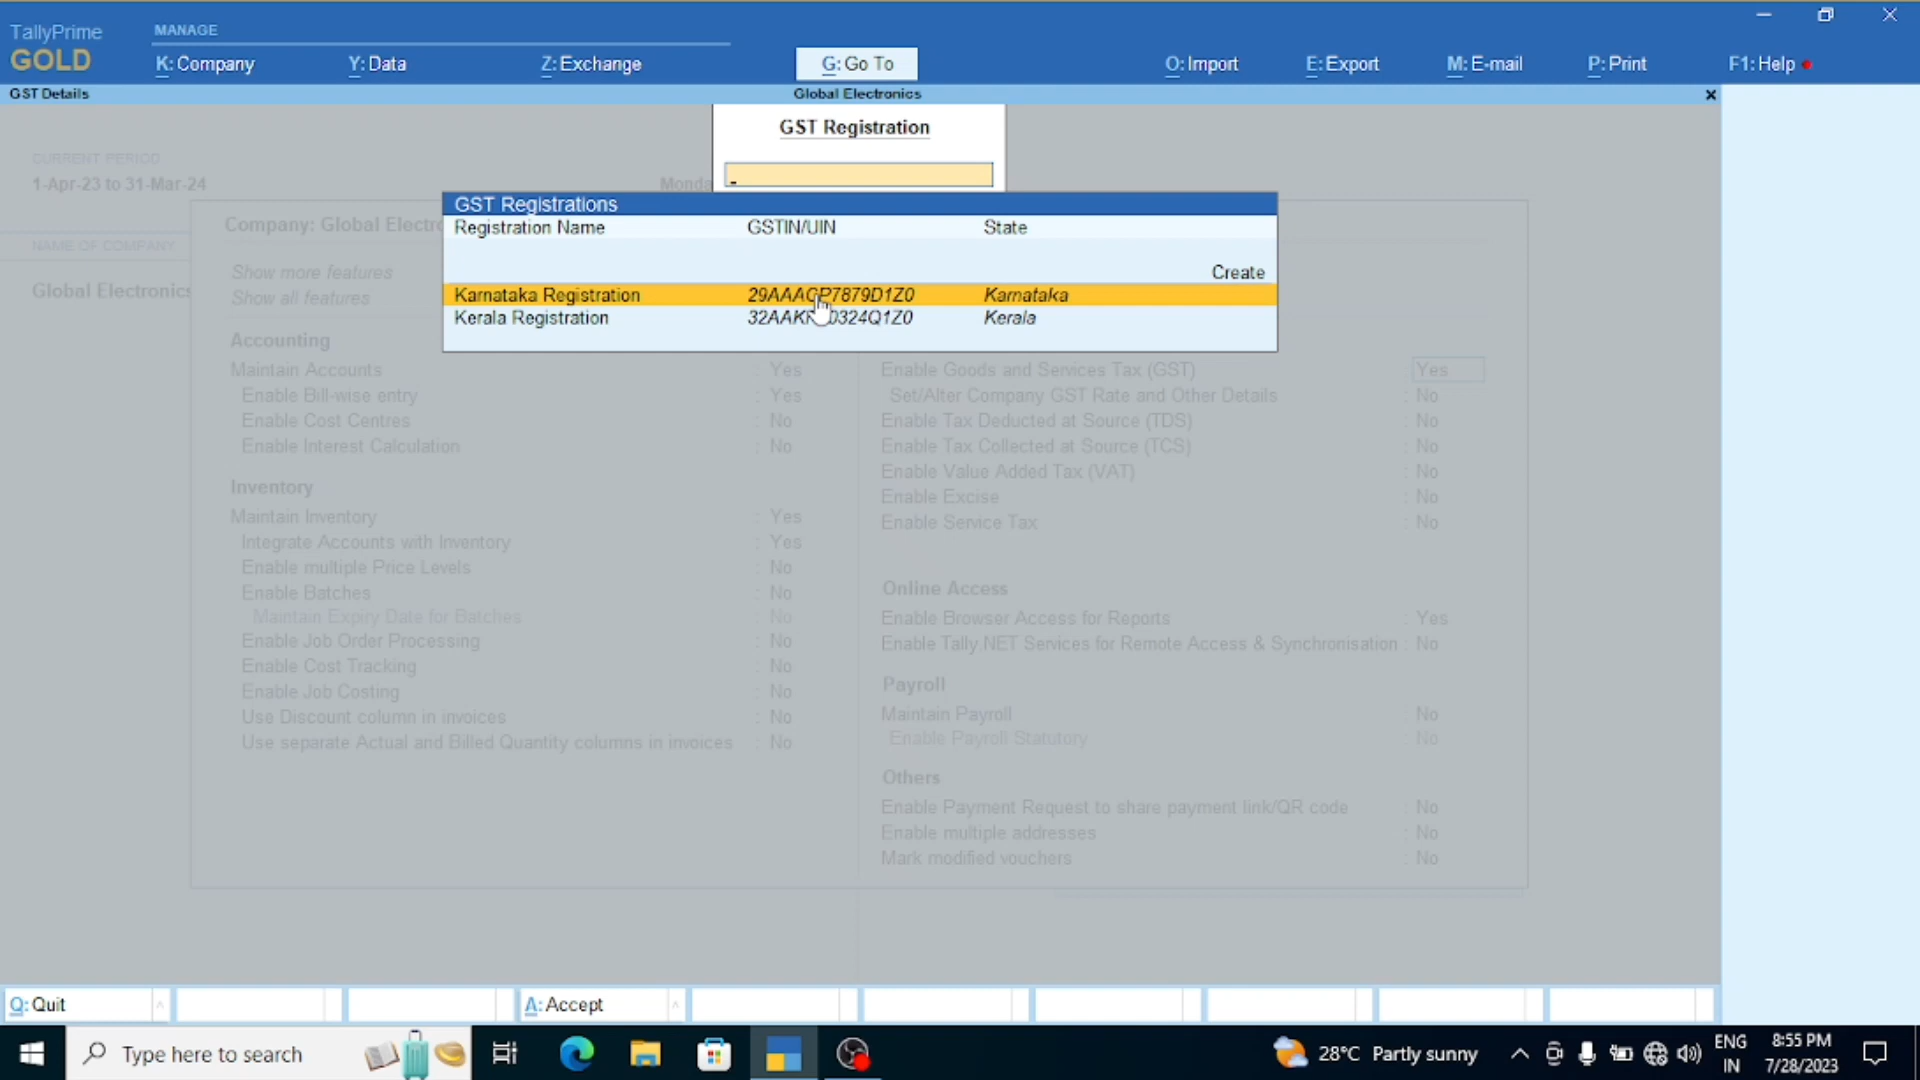 TallyPrime
GOLD
MANAGE
K: Company
Y: Data
Z: Exchange
G: Go To
O: Import
E: Export
M: E-mail
P: Print
F1: Help
GST Details
Global Electronics
GST Registration
CURRENT PERIOD
1-Apr-23 to 31-Mar-24
NAME OF COMPANY
Global Electronics
GST Registrations
Registration Name GSTIN/UIN State
Create
Karnataka Registration Karnataka
Kerala Registration Kerala
Show more features
Show all features
Accounting
Maintain Accounts : Yes
Enable Bill-wise entry : Yes
Enable Cost Centres : No
Enable Interest Calculation : No
Inventory
Maintain Inventory : Yes
Integrate Accounts with Inventory : Yes
Enable multiple Price Levels : No
Enable Batches : No
Maintain Expiry Date for Batches : No
Enable Job Order Processing : No
Enable Cost Tracking : No
Enable Job Costing : No
Use Discount column in invoices : No
Use separate Actual and Billed Quantity columns in invoices : No
Enable Goods and Services Tax (GST) : Yes
Set/Alter Company GST Rate and Other Details : No
Enable Tax Deducted at Source (TDS) : No
Enable Tax Collected at Source (TCS) : No
Enable Value Added Tax (VAT) : No
Enable Excise : No
Enable Service Tax : No
Online Access
Enable Browser Access for Reports : Yes
Enable Tally.NET Services for Remote Access & Synchronisation : No
Payroll
Maintain Payroll : No
Enable Payroll Statutory : No
Others
Enable Payment Request to share payment link/QR code : No
Enable multiple addresses : No
Mark modified vouchers : No
Q: Quit
A: Accept
Type here to search
28°C Partly sunny
ENG
IN
8:55 PM
7/28/2023